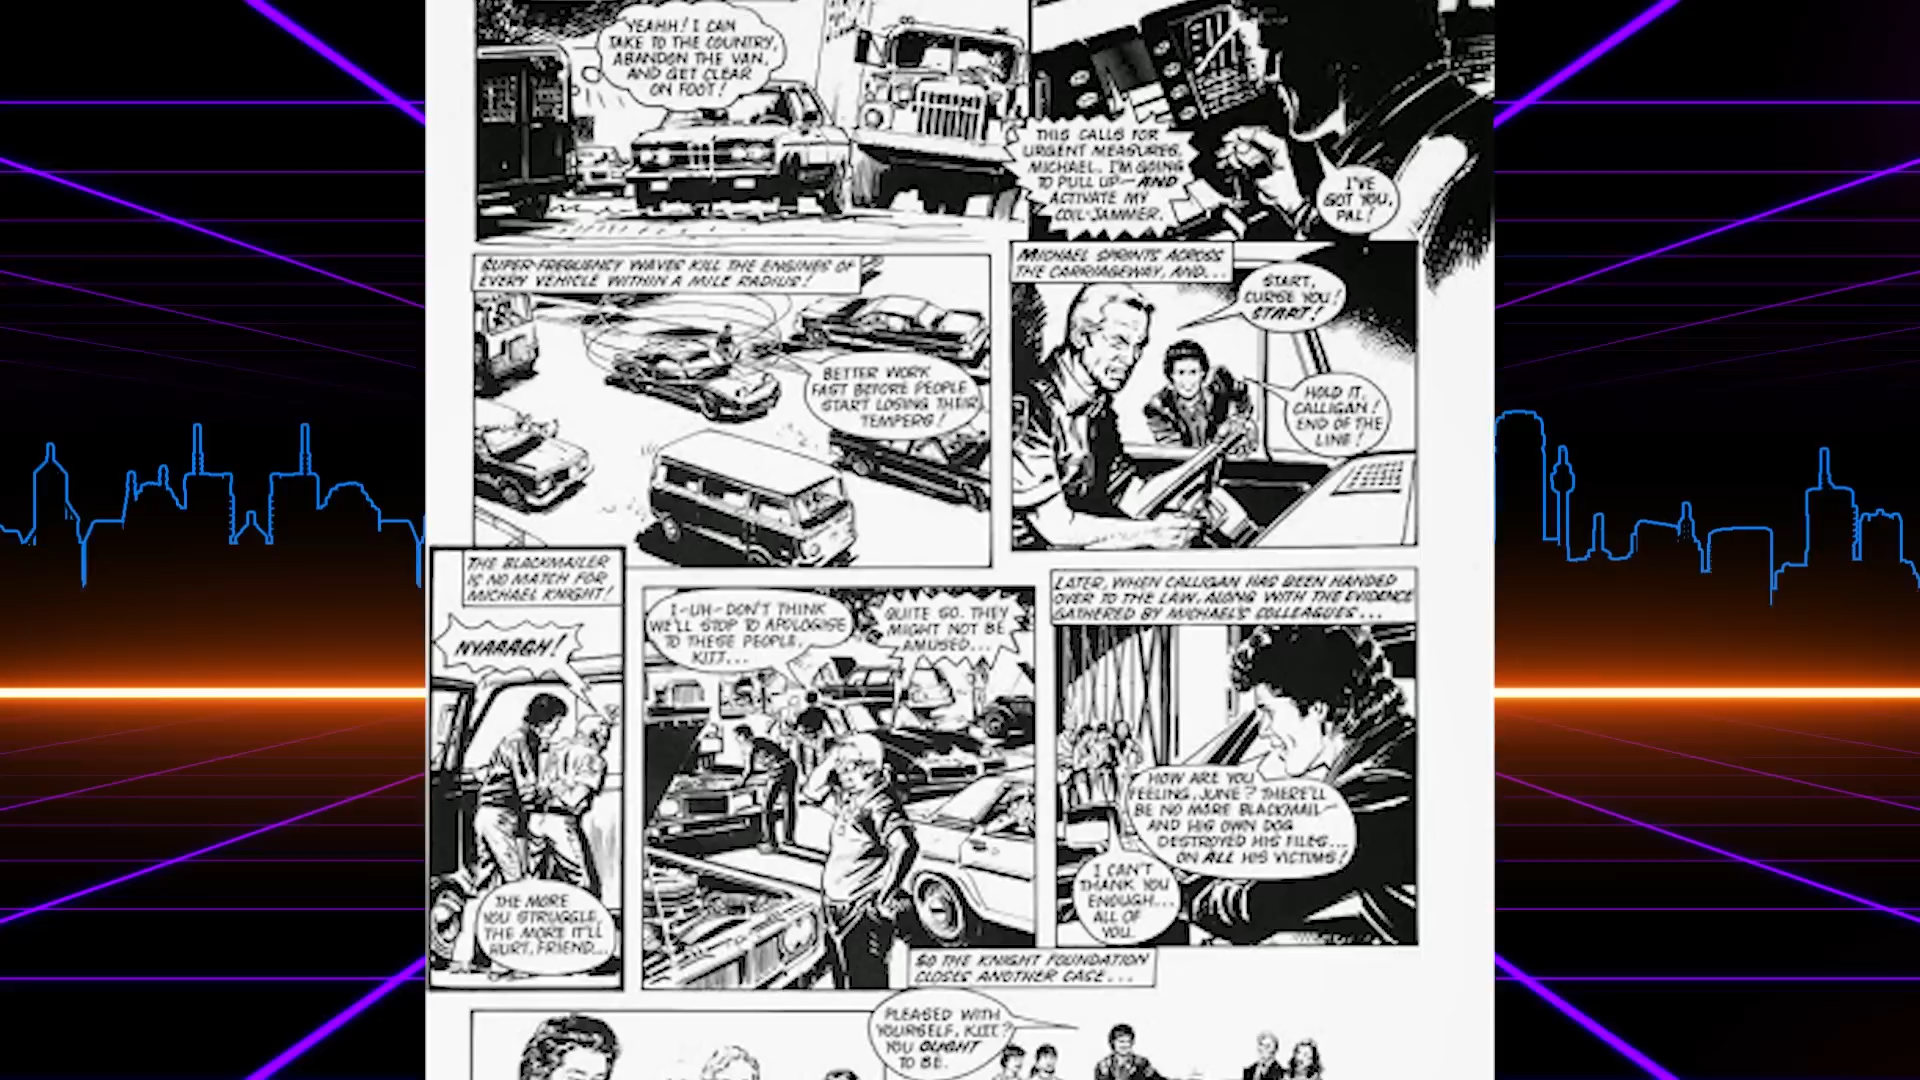 YEAHH! I CAN
TAKE TO THE COUNTRY,
ABANDON THE VAN,
AND GET CLEAR
ON FOOT!
THIS CALLS FOR
URGENT MEASURES,
MICHAEL. I'M GOING
TO PULL UP—AND
ACTIVATE MY
COIL-JAMMER.
I'VE
GOT YOU,
PAL!
SUPER-FREQUENCY WAVES KILL THE ENGINES OF
EVERY VEHICLE WITHIN A MILE RADIUS!
BETTER WORK
FAST BEFORE PEOPLE
START LOSING THEIR
TEMPERS!
MICHAEL SPRINTS ACROSS
THE CARRIAGEWAY, AND...
START,
CURSE YOU!
START!
HOLD IT,
CALLIGAN!
END OF THE
LINE!
THE BLACKMAILER
IS NO MATCH FOR
MICHAEL KNIGHT!
NYARAGH!
THE MORE
YOU STRUGGLE,
THE MORE IT'LL
HURT, FRIEND...
I-UH-DON'T THINK
WE'LL STOP TO APOLOGISE
TO THESE PEOPLE,
KITT...
QUITE SO. THEY
MIGHT NOT BE
AMUSED...
LATER, WHEN CALLIGAN HAS BEEN HANDED
OVER TO THE LAW, ALONG WITH THE EVIDENCE
GATHERED BY MICHAEL'S COLLEAGUES...
HOW ARE YOU
FEELING, JUNE? THERE'LL
BE NO MORE BLACKMAIL—
AND HIS OWN DOG
DESTROYED HIS FILES...
ON ALL HIS VICTIMS!
I CAN'T
THANK YOU
ENOUGH...
ALL OF
YOU.
SO THE KNIGHT FOUNDATION
CLOSES ANOTHER CASE...
PLEASED WITH
YOURSELF, KITT?
YOU OUGHT
TO BE.